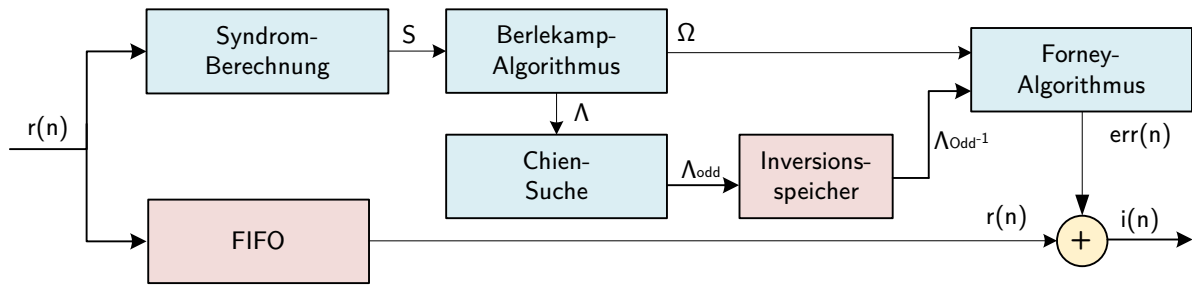 r(n)
Syndrom-
Berechnung
S
Berlekamp-
Algorithmus
Ω
Λ
Chien-
Suche
Λodd
Inversions-
speicher
ΛOdd-1
Forney-
Algorithmus
err(n)
FIFO
r(n)
+
i(n)